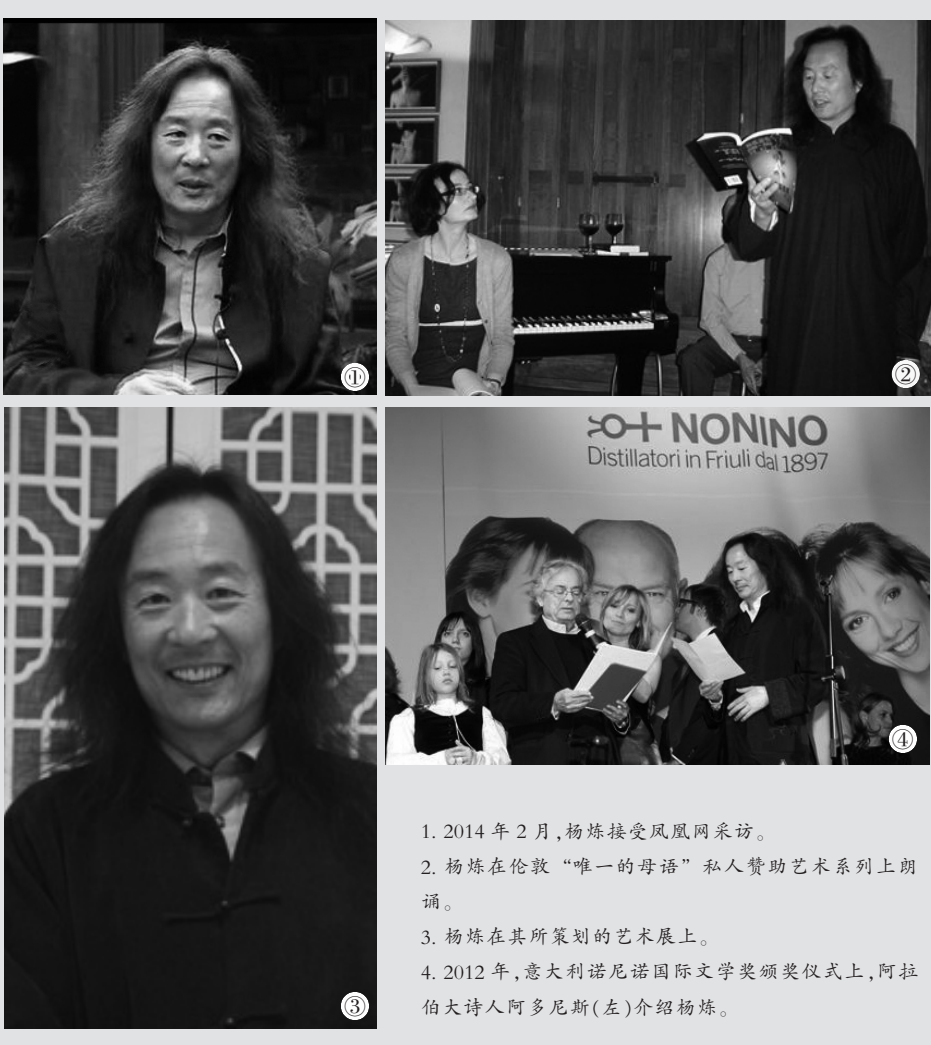 ①
②
NONINO
Distillatori in Friuli dal 1897
③
④
1. 2014 年 2 月,杨炼接受凤凰网采访。
2. 杨炼在伦敦“唯一的母语”私人赞助艺术系列上朗
诵。
3. 杨炼在其所策划的艺术展上。
4. 2012 年,意大利诺尼诺国际文学奖颁奖仪式上,阿拉
伯大诗人阿多尼斯(左)介绍杨炼。